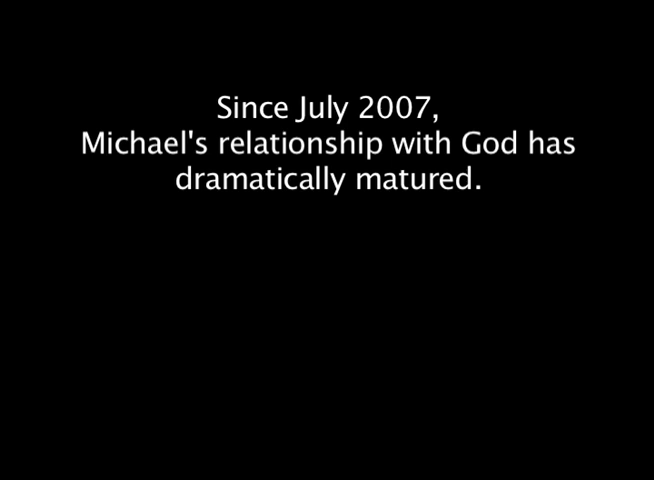 Since July 2007,
Michael's relationship with God has
dramatically matured.